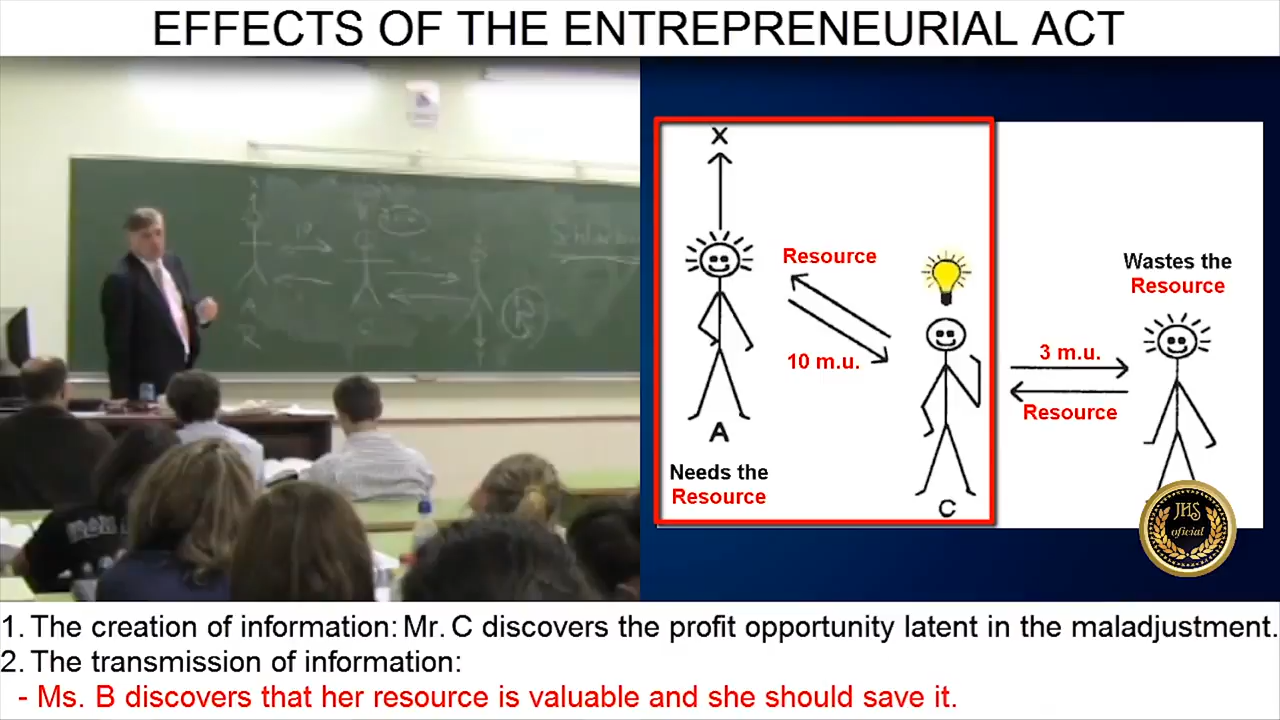 EFFECTS OF THE ENTREPRENEURIAL ACT
10
A
R
C
X
Resource
10 m.u.
A
Needs the
Resource
C
3 m.u.
Resource
Wastes the
Resource
JHS
oficial
1. The creation of information: Mr. C discovers the profit opportunity latent in the maladjustment.
2. The transmission of information:
- Ms. B discovers that her resource is valuable and she should save it.